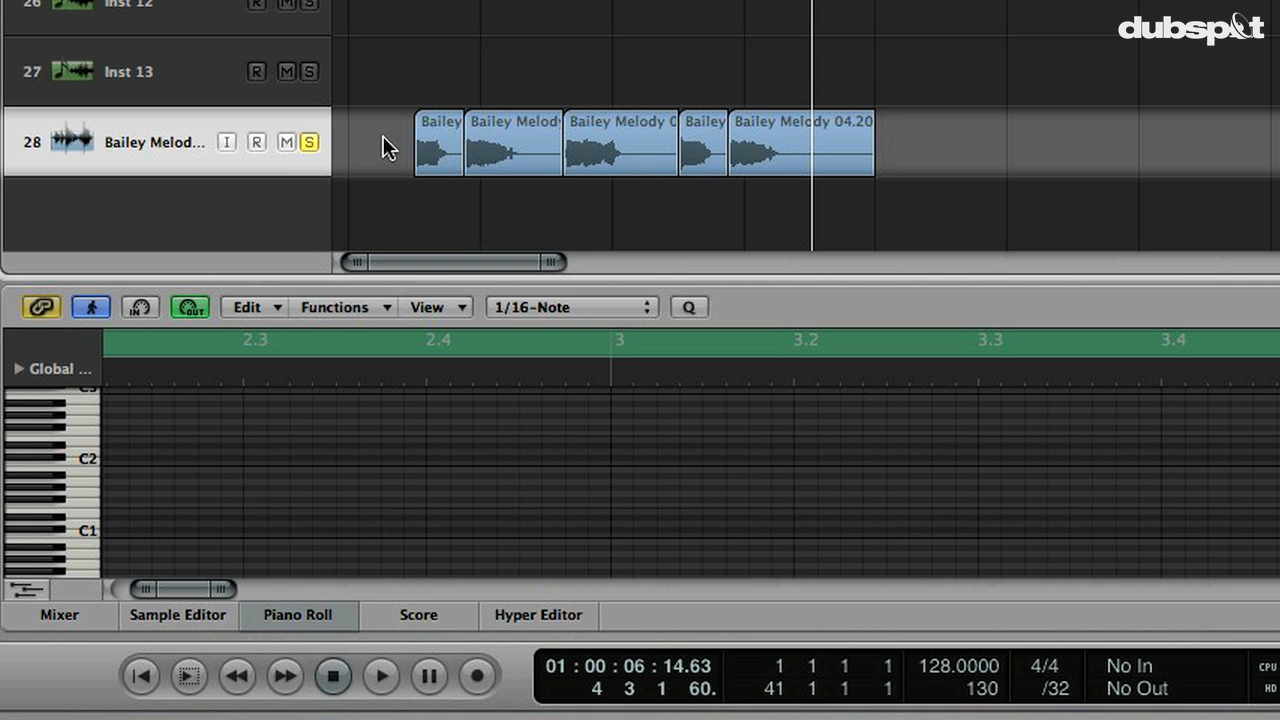 dubspot
26 Inst 12 R M S
27 Inst 13 R M S
28 Bailey Melod... I R M S
Bailey Bailey Melody Bailey Melody 0 Bailey Bailey Melody 04.20
IN OUT Edit Functions View 1/16-Note Q
2.3 2.4 3 3.2 3.3 3.4
Global ...
C3
C2
C1
Mixer Sample Editor Piano Roll Score Hyper Editor
01 : 00 : 06 : 14.63 1 1 1 1 128.0000 4/4 No In CPU
4 3 1 60. 41 1 1 1 130 /32 No Out HD